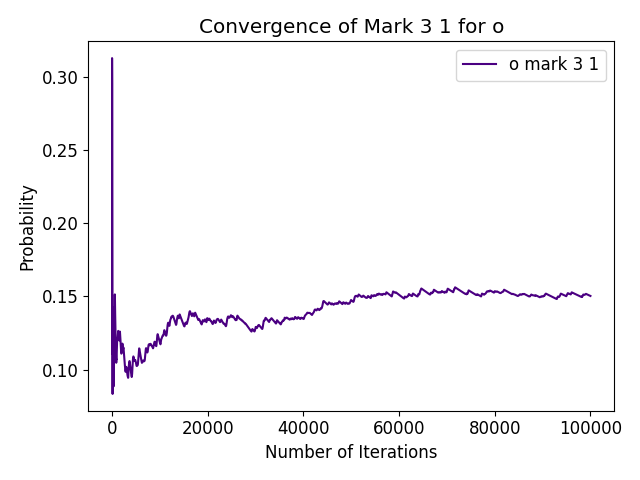 Convergence of Mark 3 1 for o
o mark 3 1
Probability
0.30
0.25
0.20
0.15
0.10
0
20000
40000
60000
80000
100000
Number of Iterations